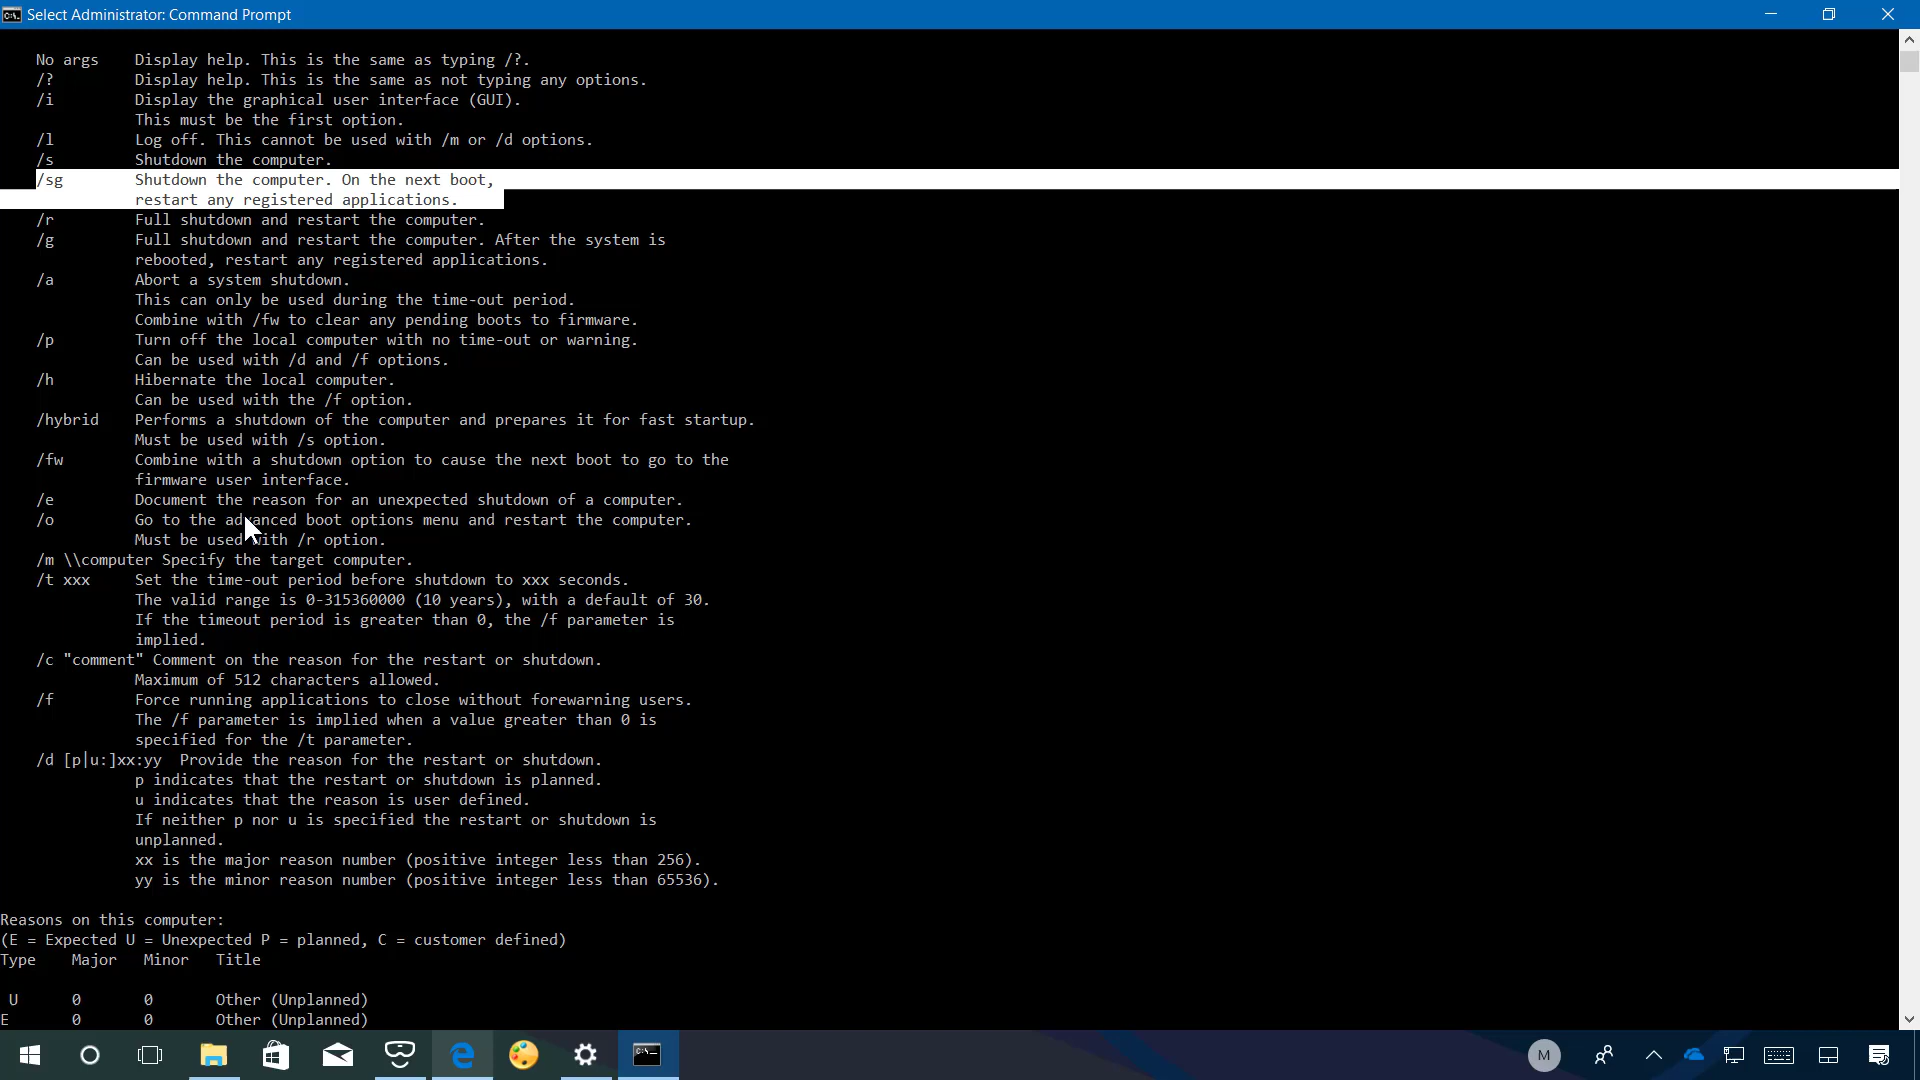 Select Administrator: Command Prompt
No args    Display help. This is the same as typing /?.
/?         Display help. This is the same as not typing any options.
/i         Display the graphical user interface (GUI).
           This must be the first option.
/l         Log off. This cannot be used with /m or /d options.
/s         Shutdown the computer.
/sg        Shutdown the computer. On the next boot,
           restart any registered applications.
/r         Full shutdown and restart the computer.
/g         Full shutdown and restart the computer. After the system is
           rebooted, restart any registered applications.
/a         Abort a system shutdown.
           This can only be used during the time-out period.
           Combine with /fw to clear any pending boots to firmware.
/p         Turn off the local computer with no time-out or warning.
           Can be used with /d and /f options.
/h         Hibernate the local computer.
           Can be used with the /f option.
/hybrid    Performs a shutdown of the computer and prepares it for fast startup.
           Must be used with /s option.
/fw        Combine with a shutdown option to cause the next boot to go to the
           firmware user interface.
/e         Document the reason for an unexpected shutdown of a computer.
/o         Go to the advanced boot options menu and restart the computer.
           Must be used with /r option.
/m \\computer Specify the target computer.
/t xxx     Set the time-out period before shutdown to xxx seconds.
           The valid range is 0-315360000 (10 years), with a default of 30.
           If the timeout period is greater than 0, the /f parameter is
           implied.
/c "comment" Comment on the reason for the restart or shutdown.
           Maximum of 512 characters allowed.
/f         Force running applications to close without forewarning users.
           The /f parameter is implied when a value greater than 0 is
           specified for the /t parameter.
/d [p|u:]xx:yy  Provide the reason for the restart or shutdown.
           p indicates that the restart or shutdown is planned.
           u indicates that the reason is user defined.
           If neither p nor u is specified the restart or shutdown is
           unplanned.
           xx is the major reason number (positive integer less than 256).
           yy is the minor reason number (positive integer less than 65536).
Reasons on this computer:
(E = Expected U = Unexpected P = planned, C = customer defined)
Type    Major   Minor   Title
 U      0       0       Other (Unplanned)
E       0       0       Other (Unplanned)
M